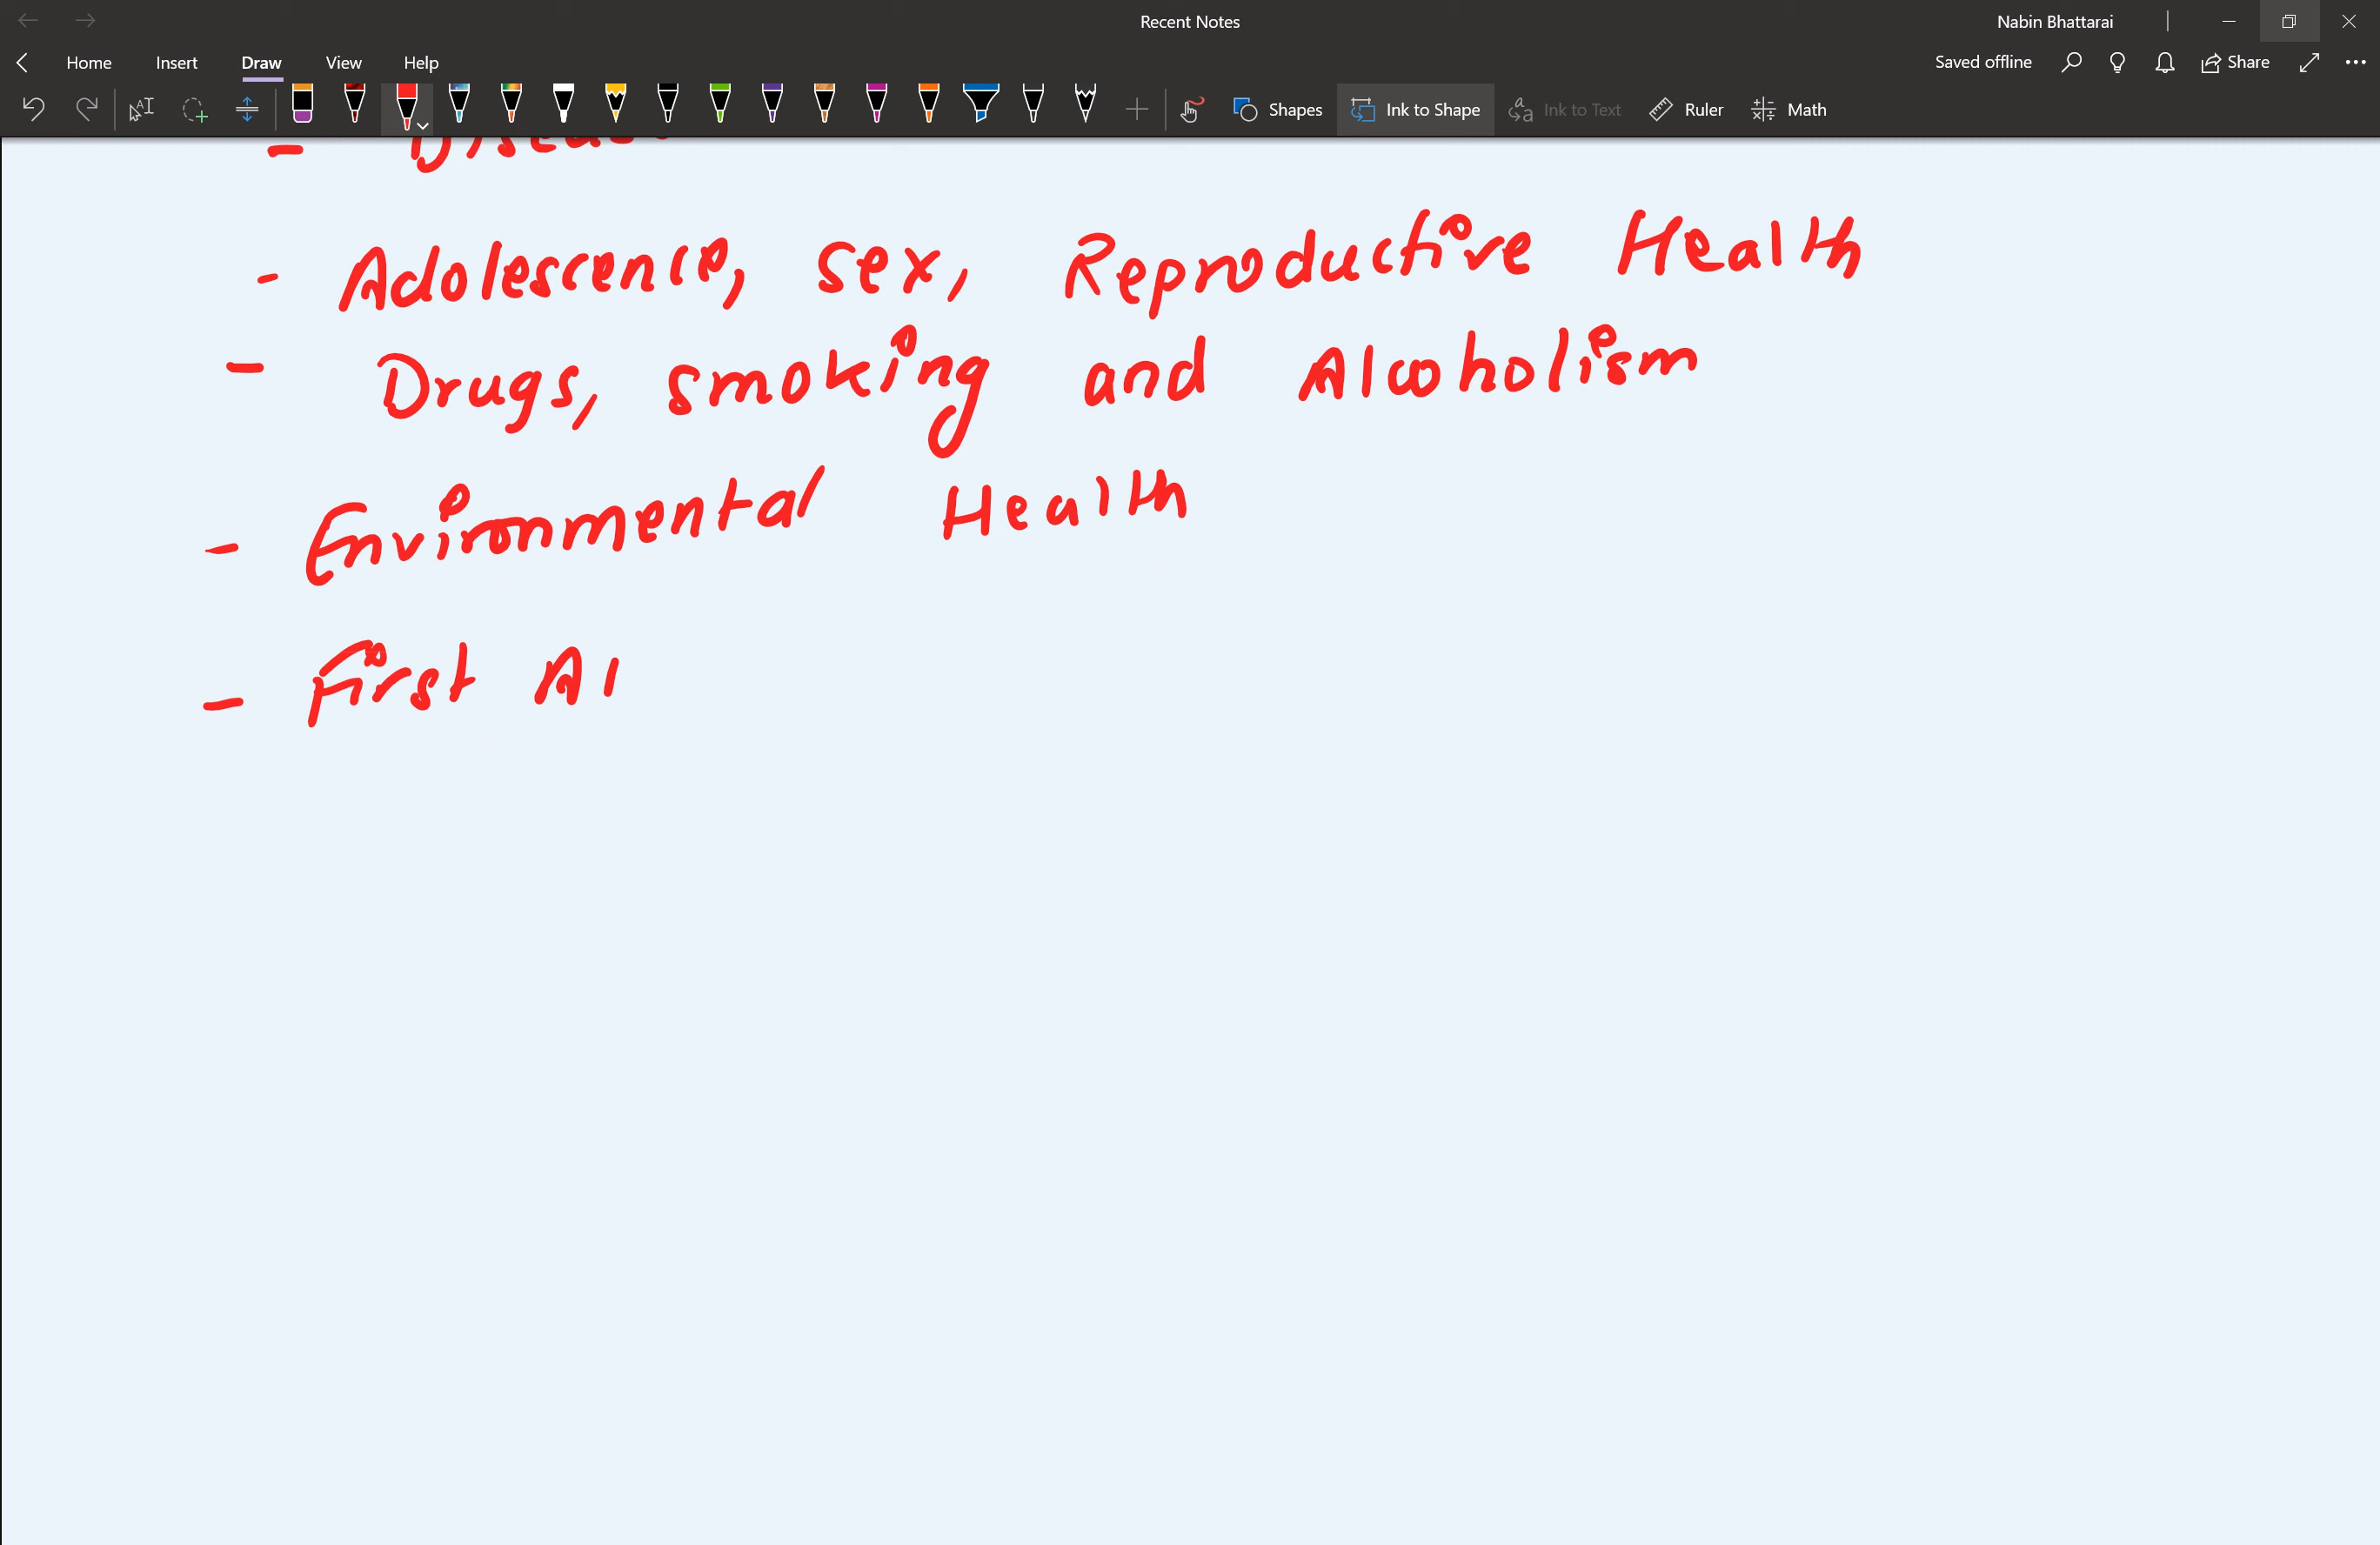 Recent Notes
Nabin Bhattarai
Home Insert Draw View Help
Saved offline
Share
Shapes Ink to Shape Ink to Text Ruler Math
- Adolescence, sex, Reproductive Health
- Drugs, smoking and Alcoholism
- Environmental Health
- First AI